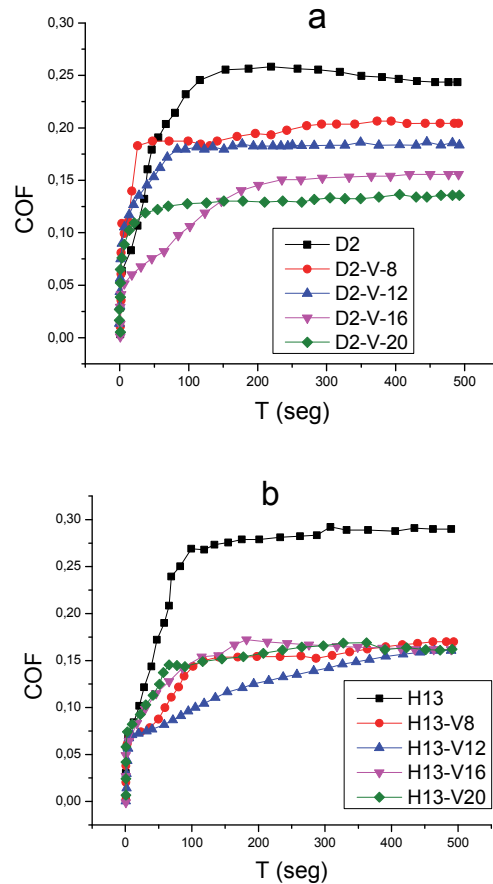 a
0,30
0,25
0,20
0,15
0,10
0,05
0,00
COF
D2
D2-V-8
D2-V-12
D2-V-16
D2-V-20
0 100 200 300 400 500
T (seg)
b
0,30
0,25
0,20
0,15
0,10
0,05
0,00
COF
H13
H13-V8
H13-V12
H13-V16
H13-V20
0 100 200 300 400 500
T (seg)